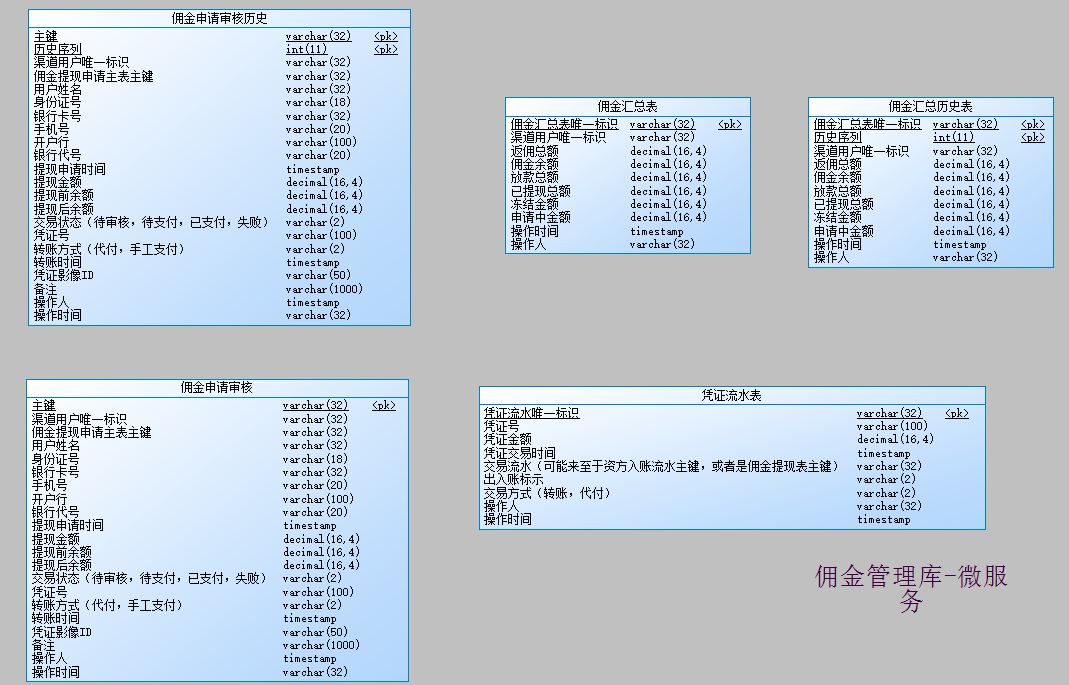 佣金申请审核历史
主键 varchar(32) <pk>
历史序列 int(11) <pk>
渠道用户唯一标识 varchar(32)
佣金提现申请主表主键 varchar(32)
用户姓名 varchar(32)
身份证号 varchar(18)
银行卡号 varchar(32)
手机号 varchar(20)
开户行 varchar(100)
银行代号 varchar(20)
提现申请时间 timestamp
提现金额 decimal(16,4)
提现前余额 decimal(16,4)
提现后余额 decimal(16,4)
交易状态（待审核，待支付，已支付，失败） varchar(2)
凭证号 varchar(100)
转账方式（代付，手工支付） varchar(2)
转账时间 timestamp
凭证影像ID varchar(50)
备注 varchar(1000)
操作人 timestamp
操作时间 varchar(32)
佣金汇总表
佣金汇总表唯一标识 varchar(32) <pk>
渠道用户唯一标识 varchar(32)
返佣总额 decimal(16,4)
佣金余额 decimal(16,4)
放款总额 decimal(16,4)
已提现总额 decimal(16,4)
冻结金额 decimal(16,4)
申请中金额 decimal(16,4)
操作时间 timestamp
操作人 varchar(32)
佣金汇总历史表
佣金汇总表唯一标识 varchar(32) <pk>
历史序列 int(11) <pk>
渠道用户唯一标识 varchar(32)
返佣总额 decimal(16,4)
佣金余额 decimal(16,4)
放款总额 decimal(16,4)
已提现总额 decimal(16,4)
冻结金额 decimal(16,4)
申请中金额 decimal(16,4)
操作时间 timestamp
操作人 varchar(32)
佣金申请审核
主键 varchar(32) <pk>
渠道用户唯一标识 varchar(32)
佣金提现申请主表主键 varchar(32)
用户姓名 varchar(32)
身份证号 varchar(18)
银行卡号 varchar(32)
手机号 varchar(20)
开户行 varchar(100)
银行代号 varchar(20)
提现申请时间 timestamp
提现金额 decimal(16,4)
提现前余额 decimal(16,4)
提现后余额 decimal(16,4)
交易状态（待审核，待支付，已支付，失败） varchar(2)
凭证号 varchar(100)
转账方式（代付，手工支付） varchar(2)
转账时间 timestamp
凭证影像ID varchar(50)
备注 varchar(1000)
操作人 timestamp
操作时间 varchar(32)
凭证流水表
凭证流水唯一标识 varchar(32) <pk>
凭证号 varchar(100)
凭证金额 decimal(16,4)
凭证交易时间 timestamp
交易流水（可能来至于资方入账流水主键，或者是佣金提现表主键） varchar(32)
出入账标示 varchar(2)
交易方式（转账，代付） varchar(2)
操作人 varchar(32)
操作时间 timestamp
佣金管理库-微服
务